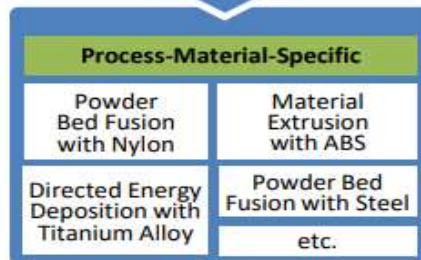 Process-Material-Specific
Powder
Bed Fusion
with Nylon
Material
Extrusion
with ABS
Directed Energy
Deposition with
Titanium Alloy
Powder Bed
Fusion with Steel
etc.